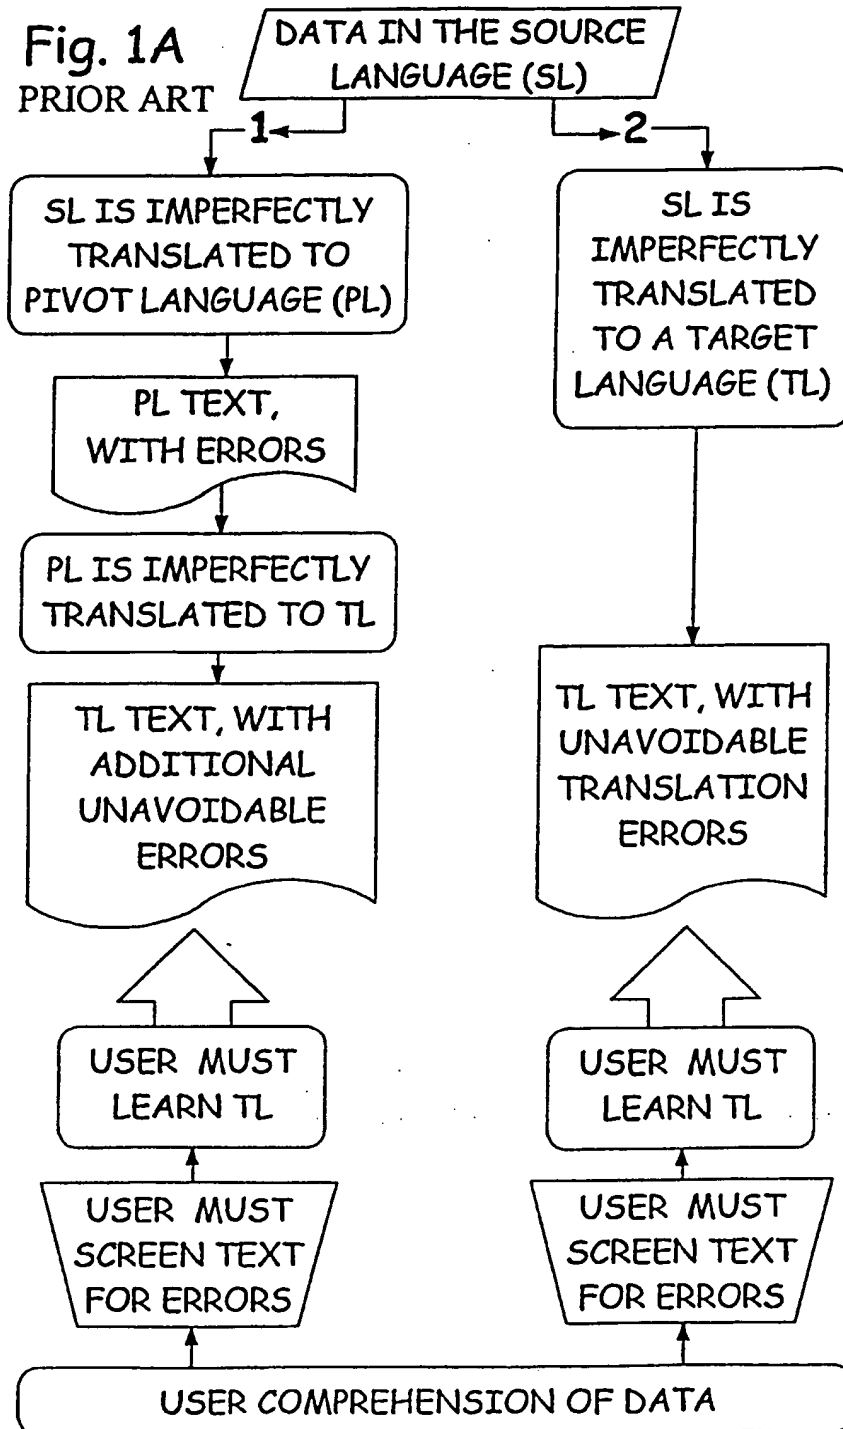 Fig. 1A
PRIOR ART
DATA IN THE SOURCE
LANGUAGE (SL)
1
2
SL IS IMPERFECTLY
TRANSLATED TO
PIVOT LANGUAGE (PL)
PL TEXT,
WITH ERRORS
PL IS IMPERFECTLY
TRANSLATED TO TL
TL TEXT, WITH
ADDITIONAL
UNAVOIDABLE
ERRORS
USER MUST
LEARN TL
USER MUST
SCREEN TEXT
FOR ERRORS
SL IS
IMPERFECTLY
TRANSLATED
TO A TARGET
LANGUAGE (TL)
TL TEXT, WITH
UNAVOIDABLE
TRANSLATION
ERRORS
USER MUST
LEARN TL
USER MUST
SCREEN TEXT
FOR ERRORS
USER COMPREHENSION OF DATA